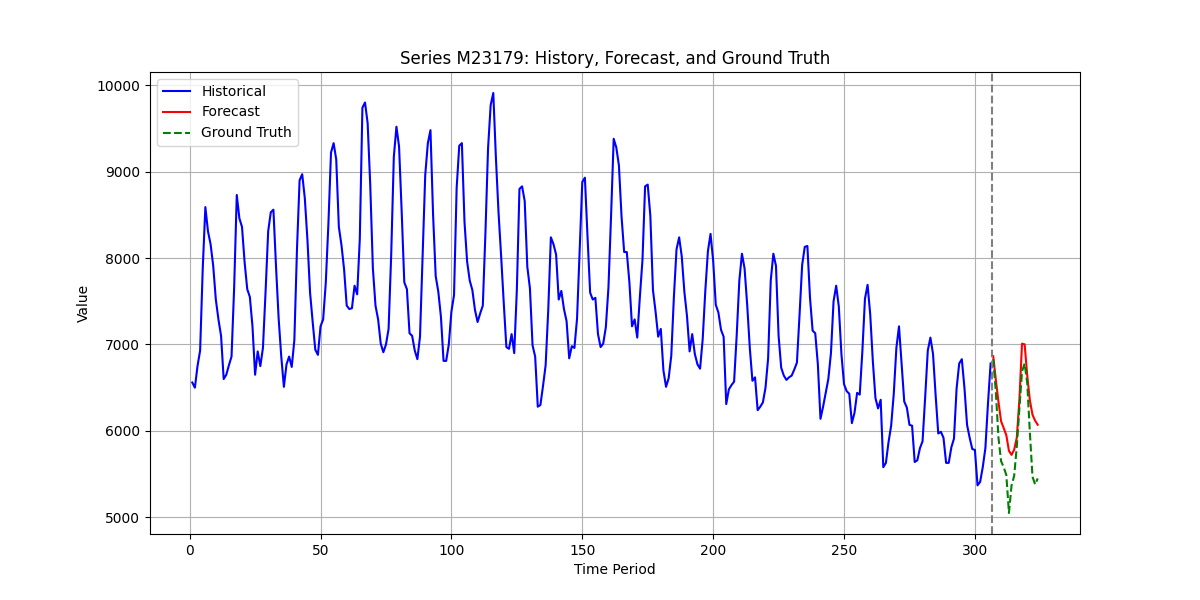 Series M23179: History, Forecast, and Ground Truth
Historical
Forecast
Ground Truth
10000
9000
8000
7000
6000
5000
Value
0 50 100 150 200 250 300
Time Period